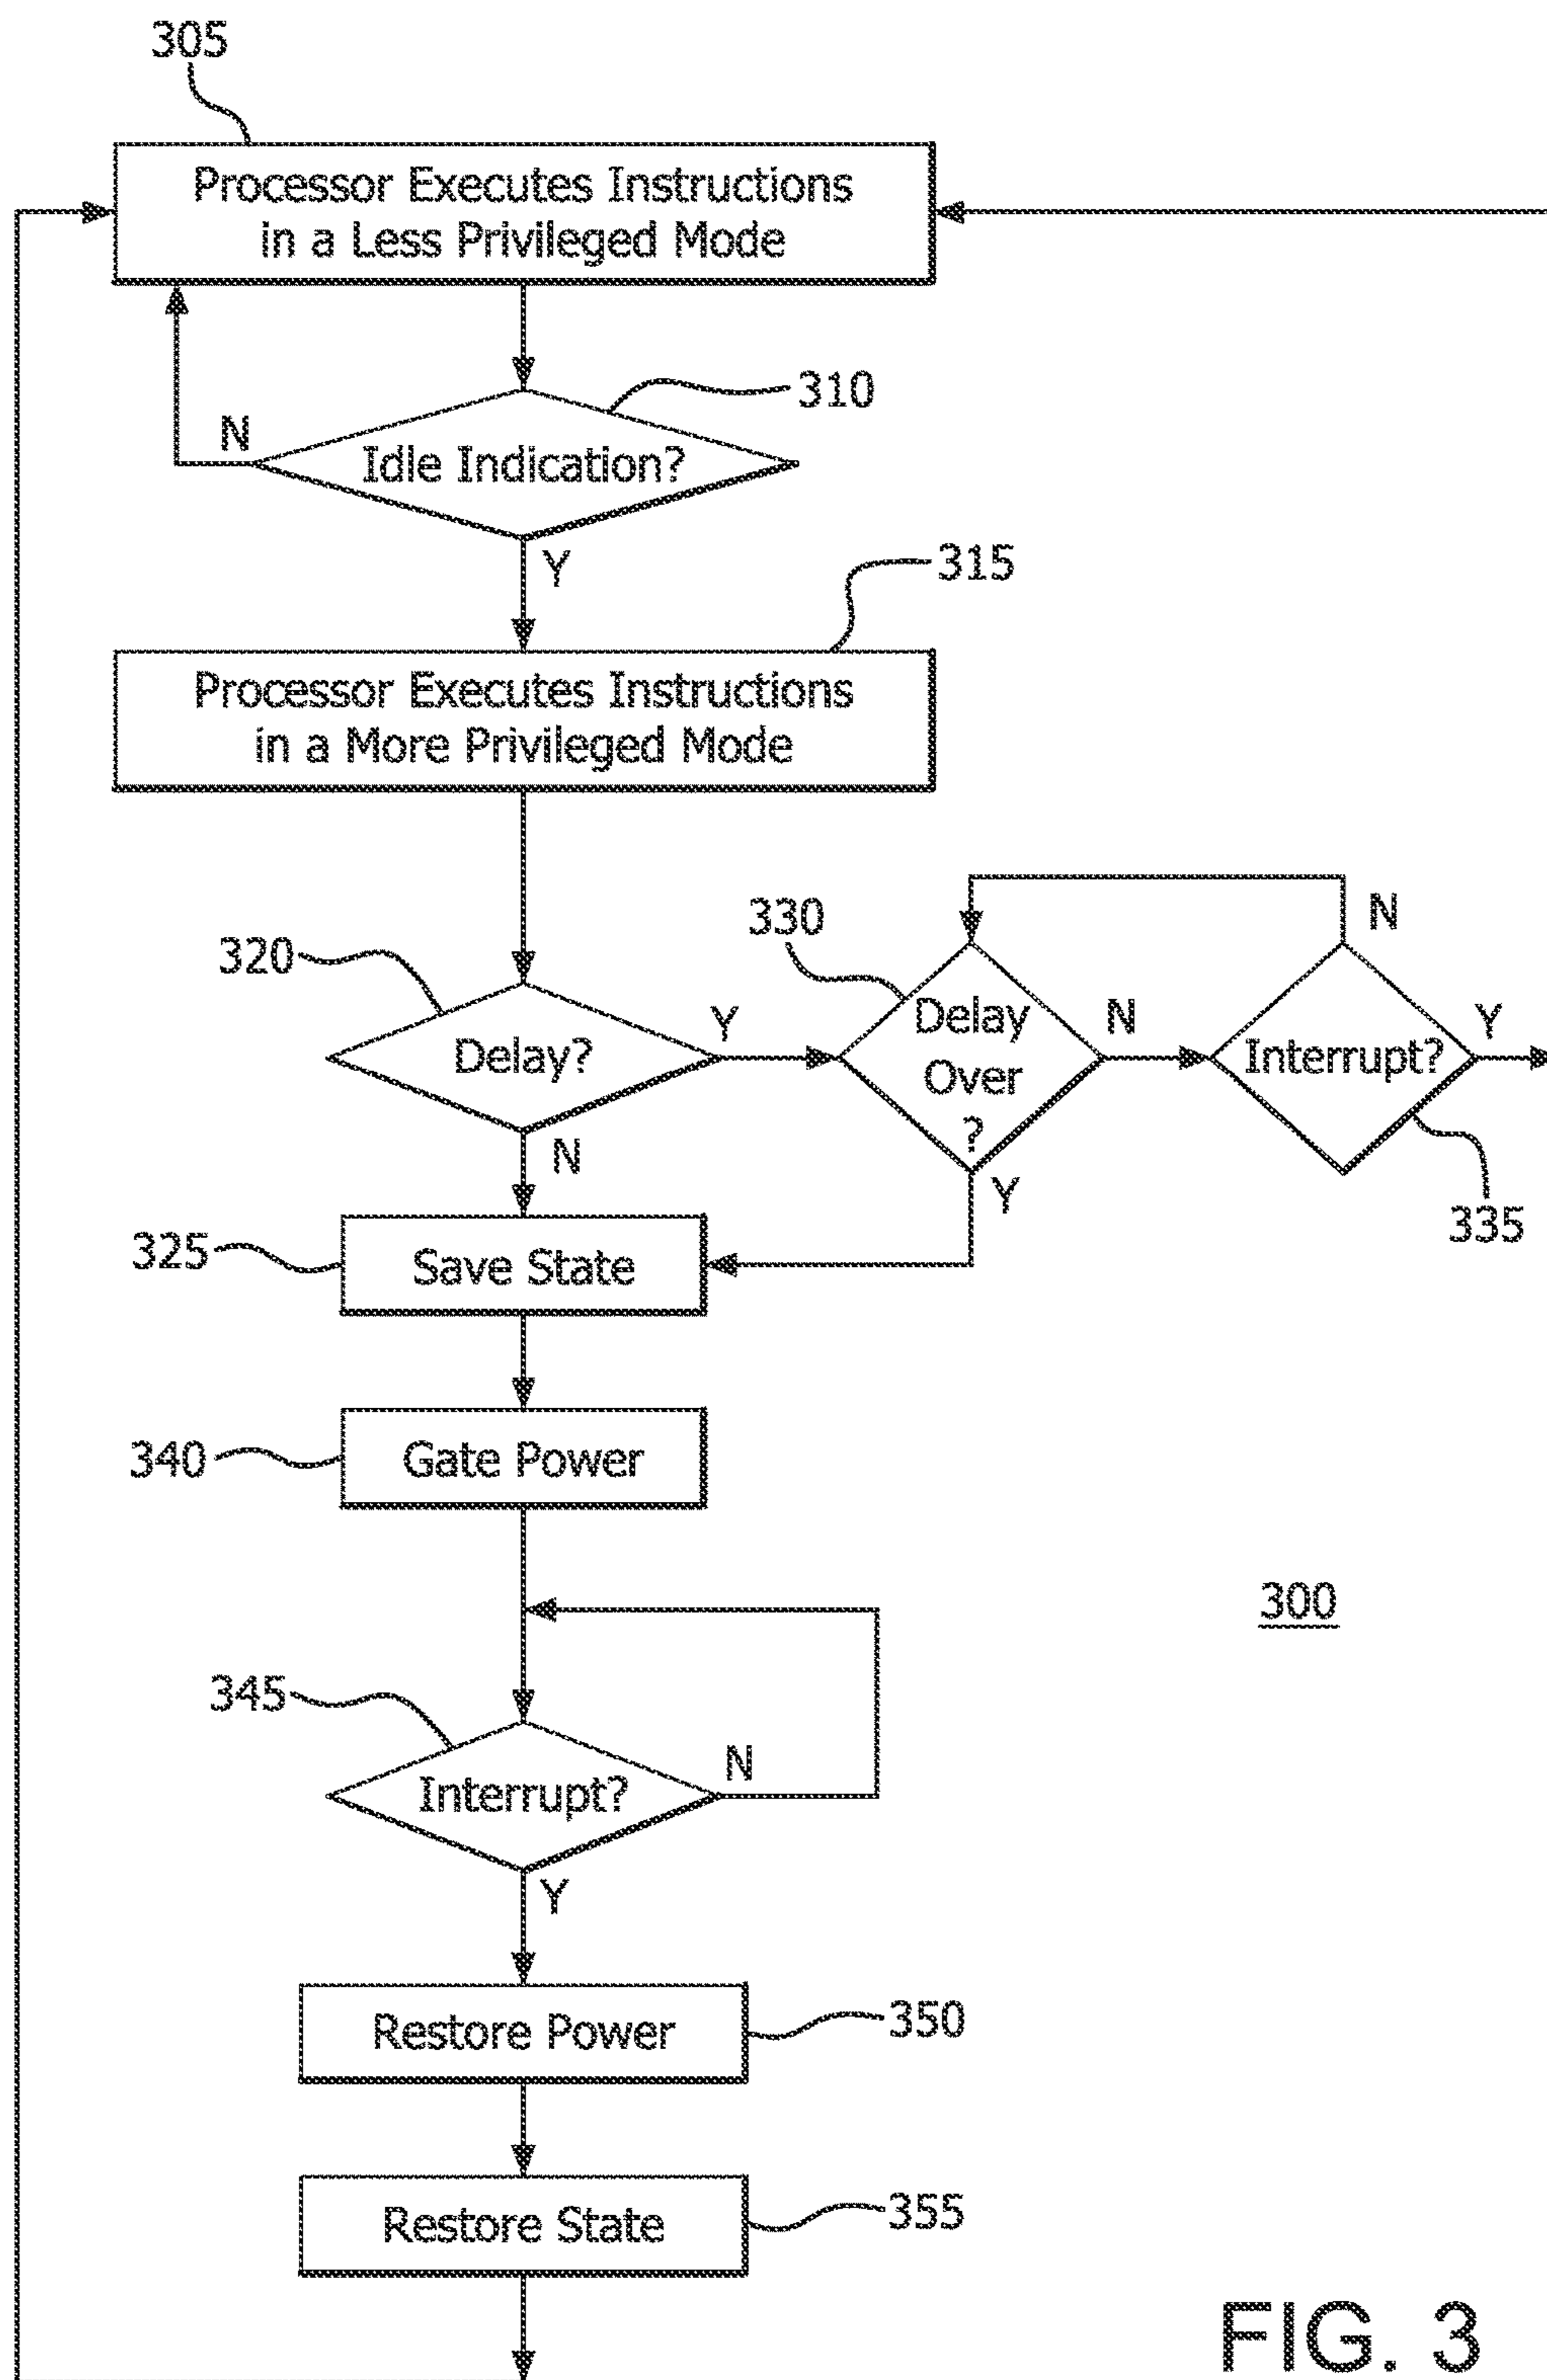 305
Processor Executes Instructions
in a Less Privileged Mode
310
N
Idle Indication?
Y
315
Processor Executes Instructions
in a More Privileged Mode
320
330
N
Delay?
Y
Delay
Over
?
N
Interrupt?
Y
N
Y
335
325
Save State
340
Gate Power
300
345
Interrupt?
N
Y
Restore Power
350
Restore State
355
FIG. 3